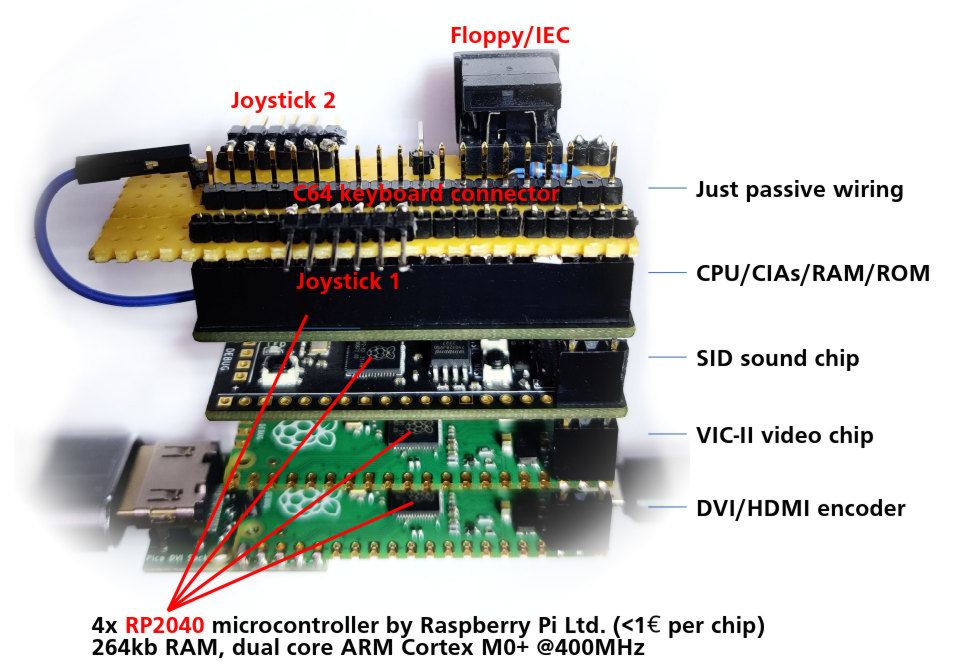 Floppy/IEC
Joystick 2
Just passive wiring
C64 keyboard connector
CPU/CIAs/RAM/ROM
Joystick 1
DEBUG
SID sound chip
VIC-II video chip
DVI/HDMI encoder
Pico DVI Sock
4x RP2040 microcontroller by Raspberry Pi Ltd. (<1€ per chip)
264kb RAM, dual core ARM Cortex M0+ @400MHz